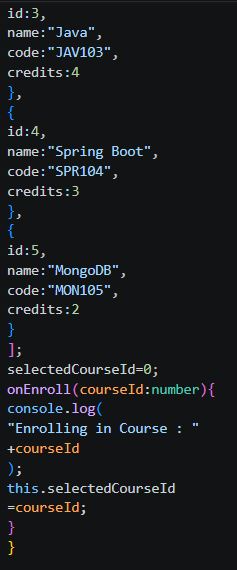 id:3,
name:"Java",
code:"JAV103",
credits:4
},
{
id:4,
name:"Spring Boot",
code:"SPR104",
credits:3
},
{
id:5,
name:"MongoDB",
code:"MON105",
credits:2
}
];
selectedCourseId=0;
onEnroll(courseId:number){
console.log(
"Enrolling in Course : "
+courseId
);
this.selectedCourseId
=courseId;
}
}